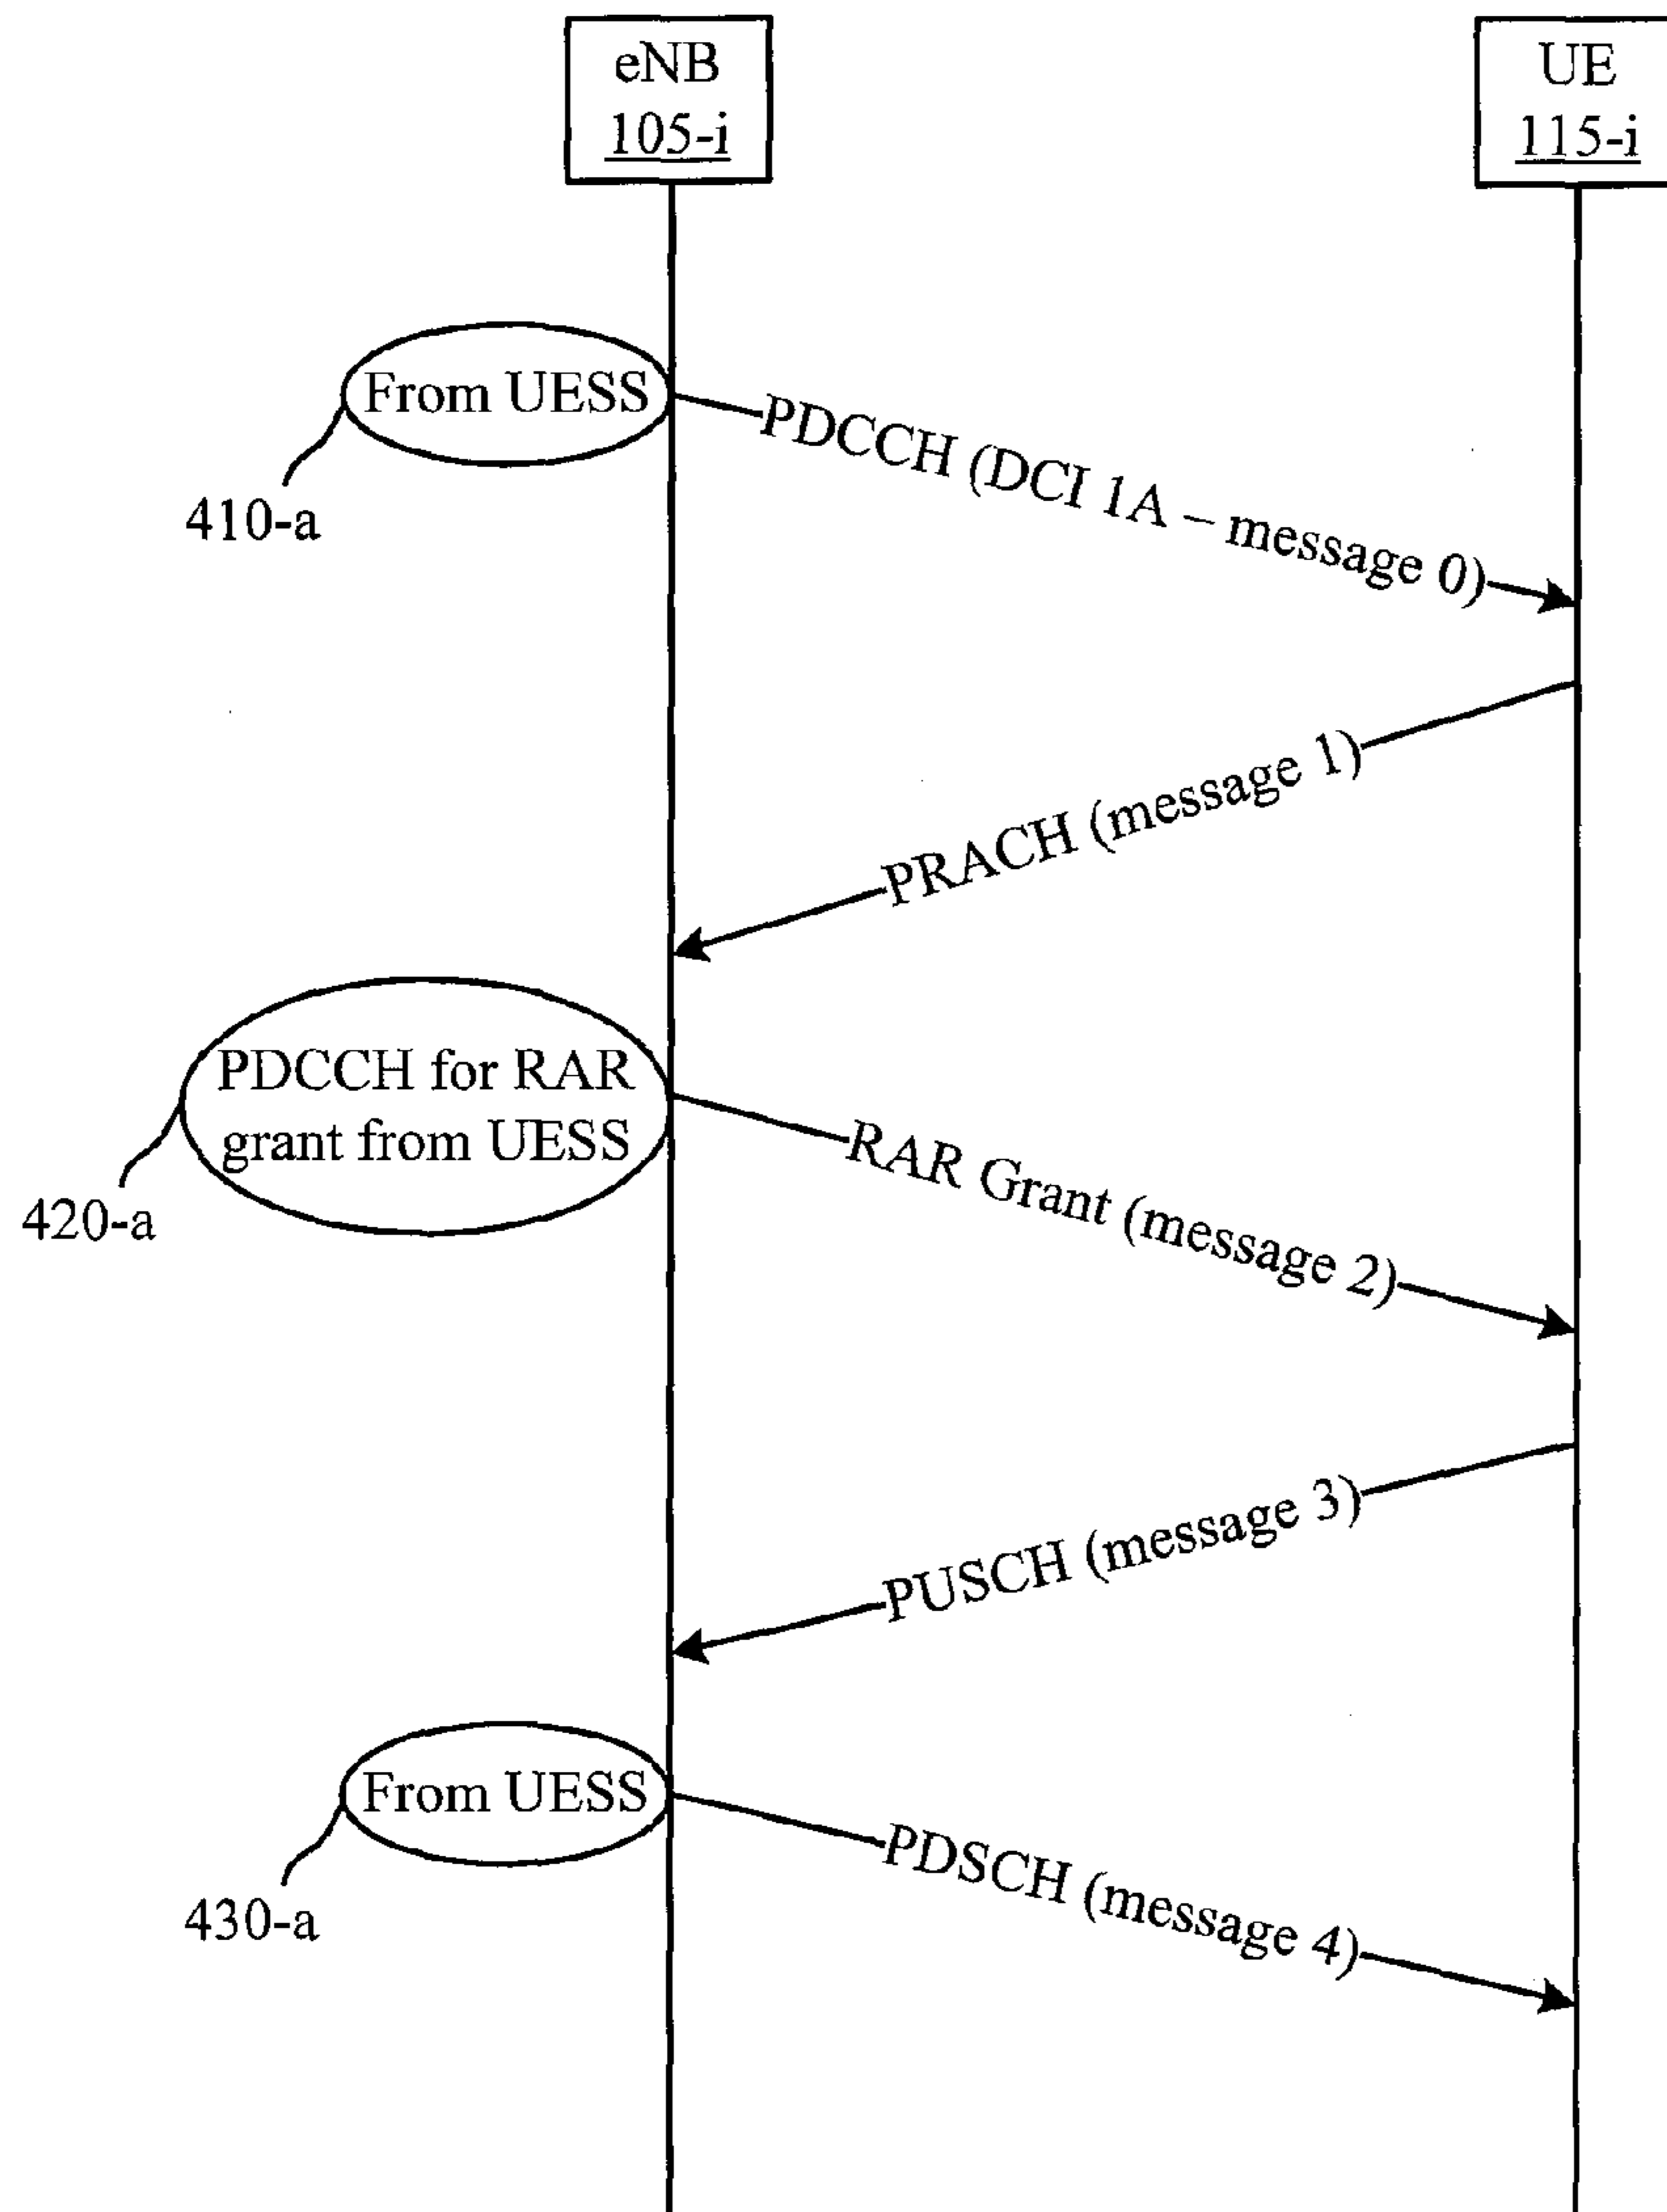 eNB
105-i
UE
115-i
From UESS
410-a
PDCCH (DCI 1A – message 0)
PRACH (message 1)
PDCCH for RAR
grant from UESS
420-a
RAR Grant (message 2)
PUSCH (message 3)
From UESS
430-a
PDSCH (message 4)